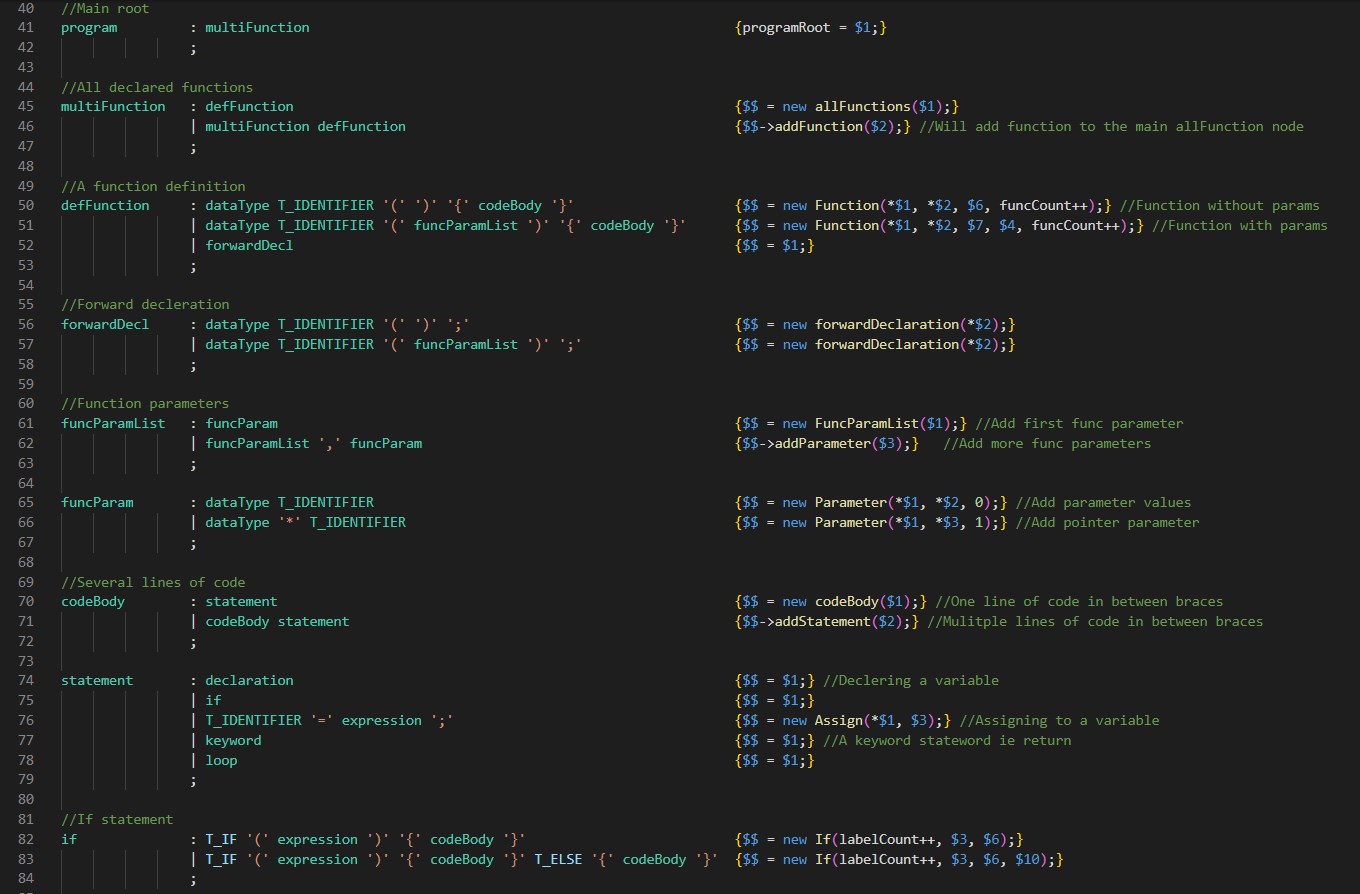 40 //Main root
41 program : multiFunction {programRoot = $1;}
42 ;
43
44 //All declared functions
45 multiFunction : defFunction {$$ = new allFunctions($1);}
46 | multiFunction defFunction {$$->addFunction($2);} //Will add function to the main allFunction node
47 ;
48
49 //A function definition
50 defFunction : dataType T_IDENTIFIER '(' ')' '{' codeBody '}' {$$ = new Function(*$1, *$2, $6, funcCount++);} //Function without params
51 | dataType T_IDENTIFIER '(' funcParamList ')' '{' codeBody '}' {$$ = new Function(*$1, *$2, $7, $4, funcCount++);} //Function with params
52 | forwardDecl {$$ = $1;}
53 ;
54
55 //Forward decleration
56 forwardDecl : dataType T_IDENTIFIER '(' ')' ';' {$$ = new forwardDeclaration(*$2);}
57 | dataType T_IDENTIFIER '(' funcParamList ')' ';' {$$ = new forwardDeclaration(*$2);}
58 ;
59
60 //Function parameters
61 funcParamList : funcParam {$$ = new FuncParamList($1);} //Add first func parameter
62 | funcParamList ',' funcParam {$$->addParameter($3);} //Add more func parameters
63 ;
64
65 funcParam : dataType T_IDENTIFIER {$$ = new Parameter(*$1, *$2, 0);} //Add parameter values
66 | dataType '*' T_IDENTIFIER {$$ = new Parameter(*$1, *$3, 1);} //Add pointer parameter
67 ;
68
69 //Several lines of code
70 codeBody : statement {$$ = new codeBody($1);} //One line of code in between braces
71 | codeBody statement {$$->addStatement($2);} //Mulitple lines of code in between braces
72 ;
73
74 statement : declaration {$$ = $1;} //Declering a variable
75 | if {$$ = $1;}
76 | T_IDENTIFIER '=' expression ';' {$$ = new Assign(*$1, $3);} //Assigning to a variable
77 | keyword {$$ = $1;} //A keyword stateword ie return
78 | loop {$$ = $1;}
79 ;
80
81 //If statement
82 if : T_IF '(' expression ')' '{' codeBody '}' {$$ = new If(labelCount++, $3, $6);}
83 | T_IF '(' expression ')' '{' codeBody '}' T_ELSE '{' codeBody '}' {$$ = new If(labelCount++, $3, $6, $10);}
84 ;